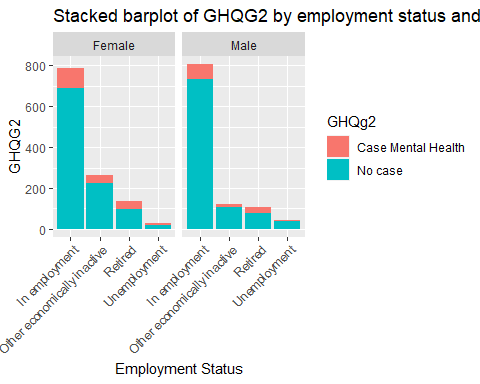 Stacked barplot of GHQG2 by employment status and
Female
Male
GHQG2
800
600
400
200
0
In employment
Other economically inactive
Retired
Unemployment
In employment
Other economically inactive
Retired
Unemployment
Employment Status
GHQg2
Case Mental Health
No case